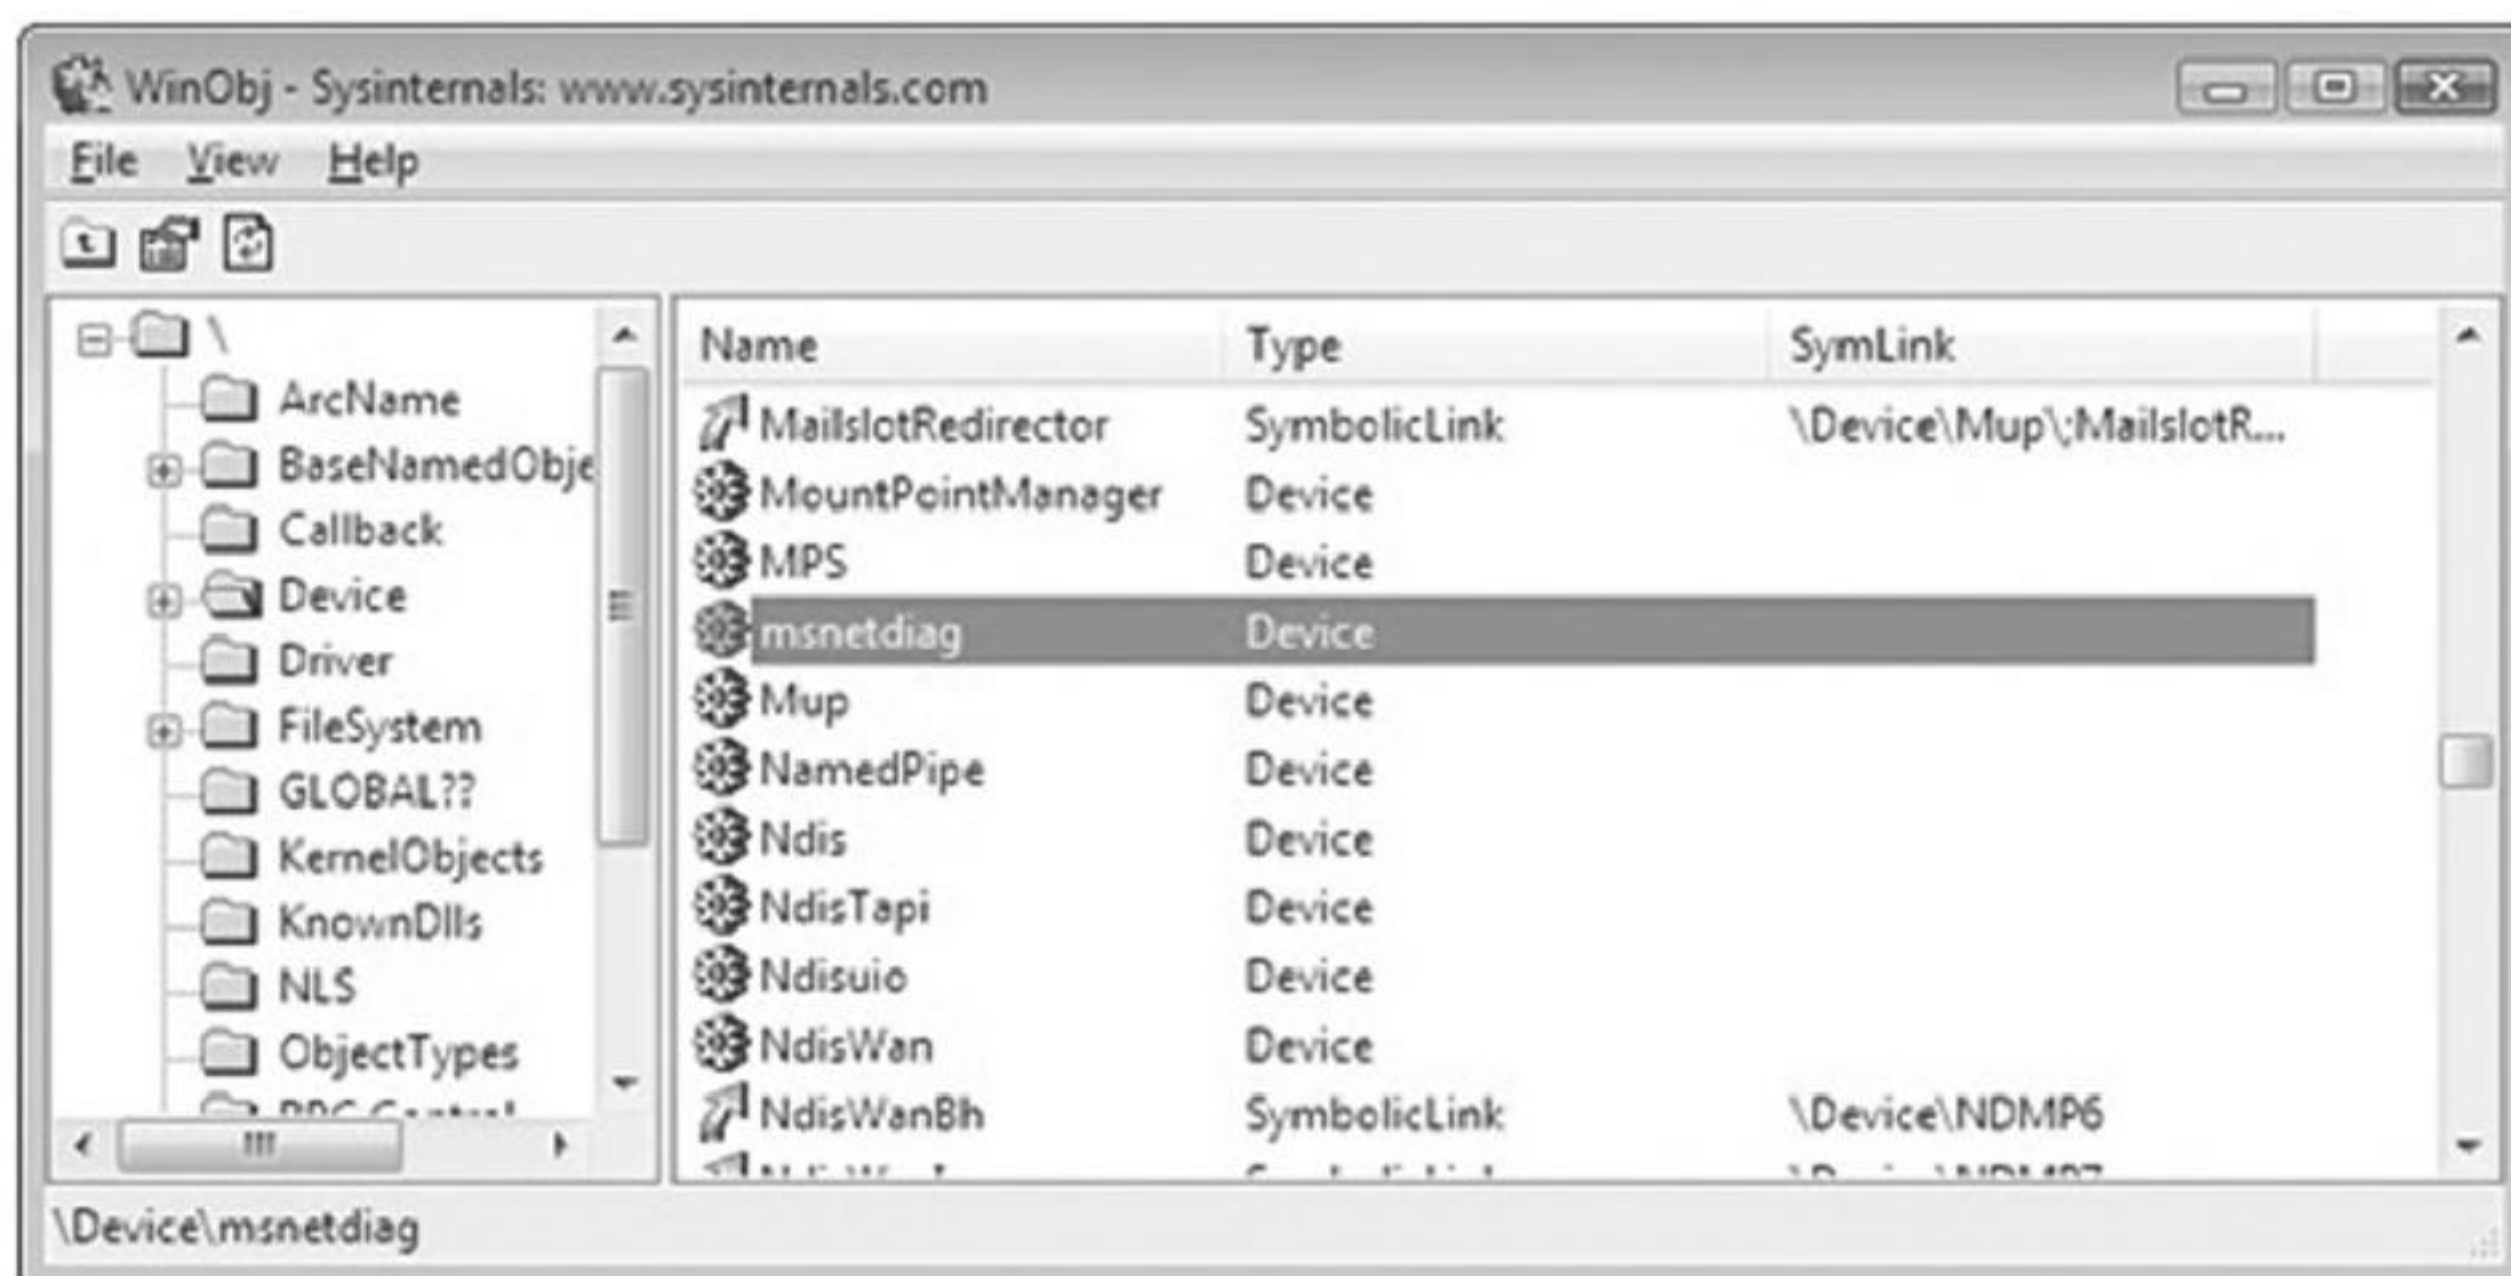 WinObj - Sysinternals: www.sysinternals.com
File View Help
\
ArcName
BaseNamedObje
Callback
Device
Driver
FileSystem
GLOBAL??
KernelObjects
KnownDlls
NLS
ObjectTypes
Name Type SymLink
MailslotRedirector SymbolicLink \Device\Mup\;MailslotR...
MountPointManager Device
MPS Device
msnetdiag Device
Mup Device
NamedPipe Device
Ndis Device
NdisTapi Device
Ndisuio Device
NdisWan Device
NdisWanBh SymbolicLink \Device\NDMP6
\Device\msnetdiag